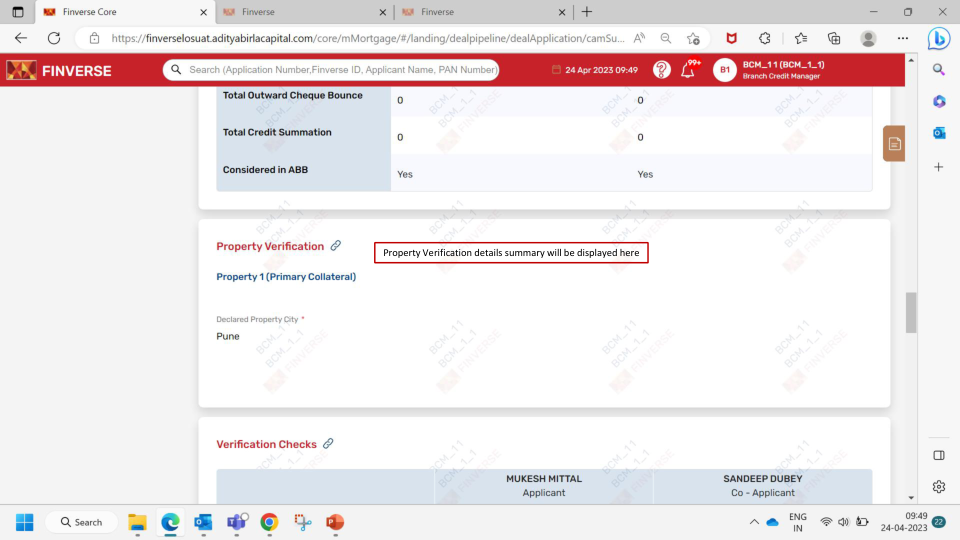 Finverse Core
Finverse
Finverse
https://finverselosuat.adityabirlacapital.com/core/mMortgage/#/landing/dealpipeline/dealApplication/camSu...
FINVERSE
Search (Application Number,Finverse ID, Applicant Name, PAN Number)
24 Apr 2023 09:49
99+
B1
BCM_11 (BCM_1_1)
Branch Credit Manager
Total Outward Cheque Bounce 0 0
Total Credit Summation 0 0
Considered in ABB Yes Yes
Property Verification
Property Verification details summary will be displayed here
Property 1 (Primary Collateral)
Declared Property City *
Pune
Verification Checks
MUKESH MITTAL SANDEEP DUBEY
Applicant Co - Applicant
BCM_11
BCM_1_1
FINVERSE
Search
ENG
IN
09:49
24-04-2023
22